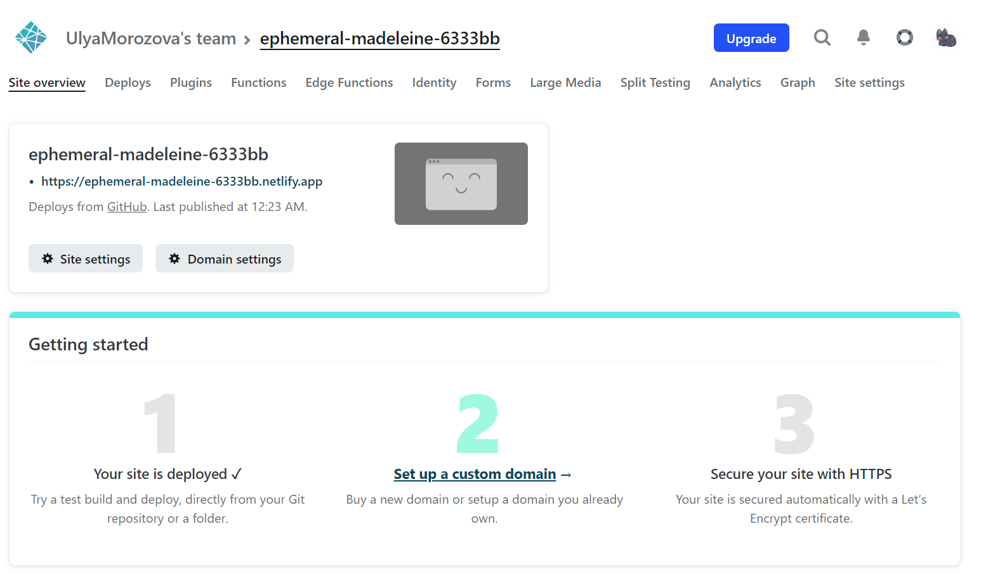 UlyaMorozova's team > ephemeral-madeleine-6333bb
Upgrade
Site overview Deploys Plugins Functions Edge Functions Identity Forms Large Media Split Testing Analytics Graph Site settings
ephemeral-madeleine-6333bb
• https://ephemeral-madeleine-6333bb.netlify.app
Deploys from GitHub. Last published at 12:23 AM.
Site settings Domain settings
Getting started
1
Your site is deployed ✓
Try a test build and deploy, directly from your Git
repository or a folder.
2
Set up a custom domain →
Buy a new domain or setup a domain you already
own.
3
Secure your site with HTTPS
Your site is secured automatically with a Let’s
Encrypt certificate.